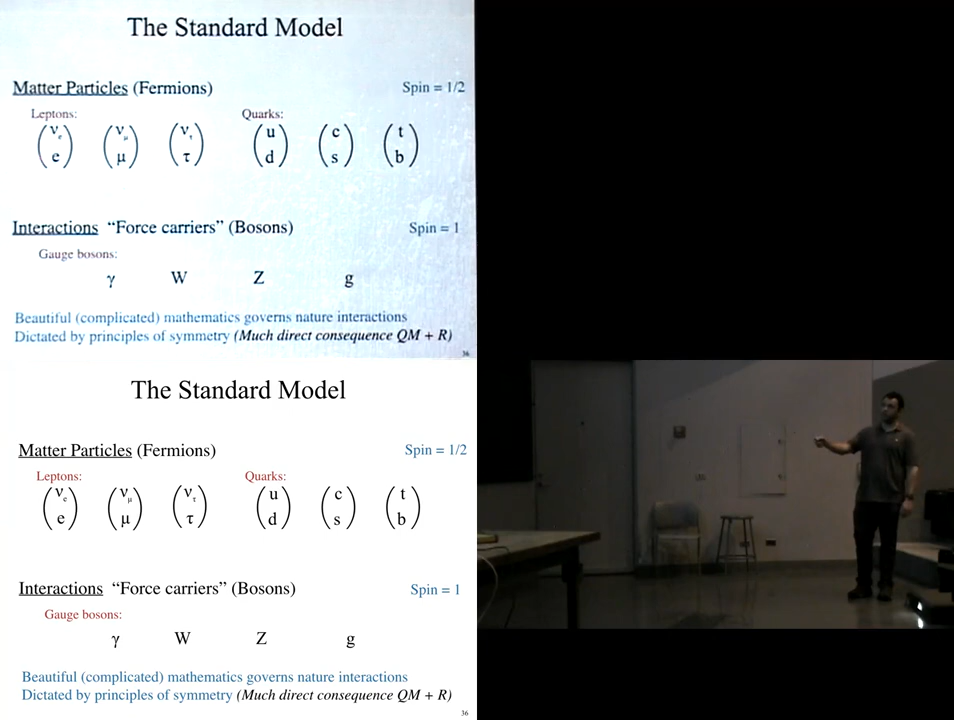 The Standard Model
Matter Particles (Fermions) Spin = 1/2
Leptons: Quarks:
νe νμ ντ u c t
e μ τ d s b
Interactions “Force carriers” (Bosons) Spin = 1
Gauge bosons:
γ W Z g
Beautiful (complicated) mathematics governs nature interactions
Dictated by principles of symmetry (Much direct consequence QM + R)
36
The Standard Model
Matter Particles (Fermions) Spin = 1/2
Leptons: Quarks:
νe νμ ντ u c t
e μ τ d s b
Interactions “Force carriers” (Bosons) Spin = 1
Gauge bosons:
γ W Z g
Beautiful (complicated) mathematics governs nature interactions
Dictated by principles of symmetry (Much direct consequence QM + R)
36